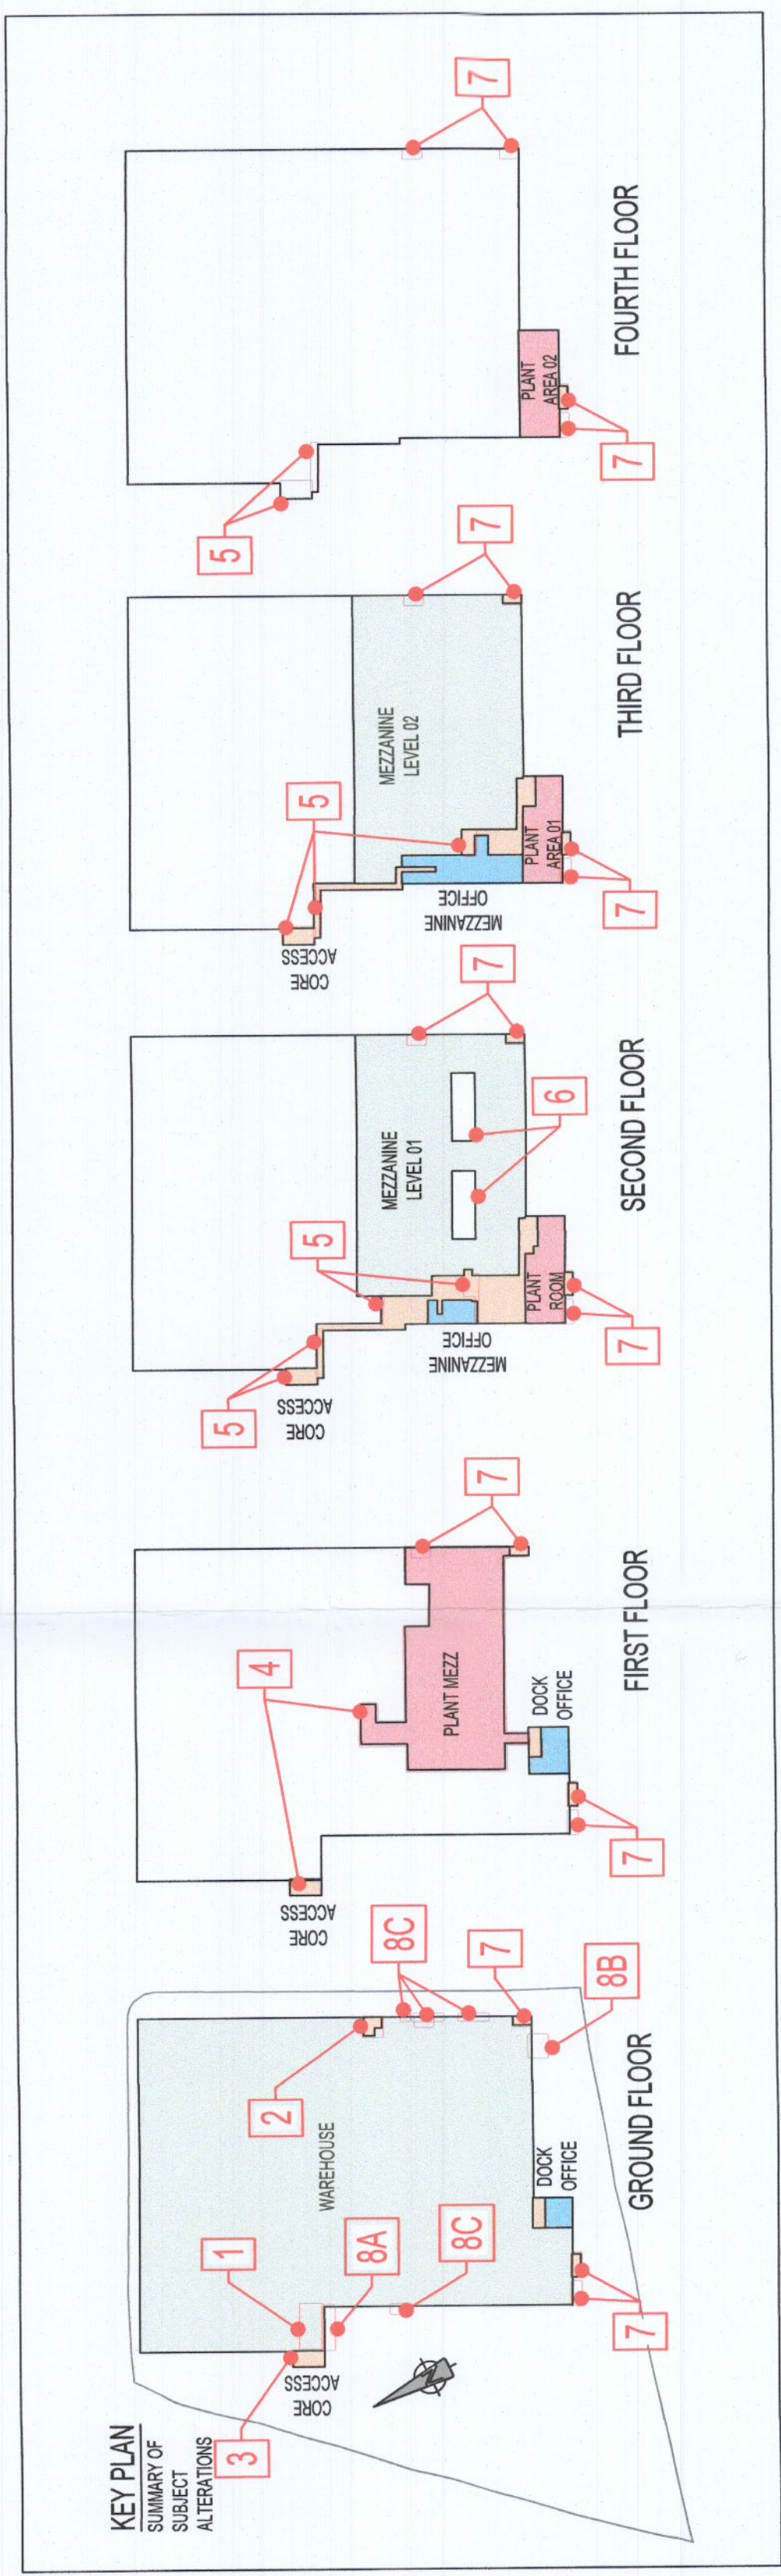 KEY PLAN
SUMMARY OF
SUBJECT
ALTERATIONS
3
1
8A
8C
2
8C
7
8B
7
WAREHOUSE
ACCESS
CORE
DOCK
OFFICE
GROUND FLOOR
4
7
7
PLANT MEZZ
ACCESS
CORE
DOCK
OFFICE
FIRST FLOOR
5
5
6
7
7
MEZZANINE
LEVEL 01
ACCESS
CORE
OFFICE
MEZZANINE
PLANT
ROOM
SECOND FLOOR
5
7
7
MEZZANINE
LEVEL 02
ACCESS
CORE
OFFICE
MEZZANINE
PLANT
AREA 01
THIRD FLOOR
5
7
7
PLANT
AREA 02
FOURTH FLOOR